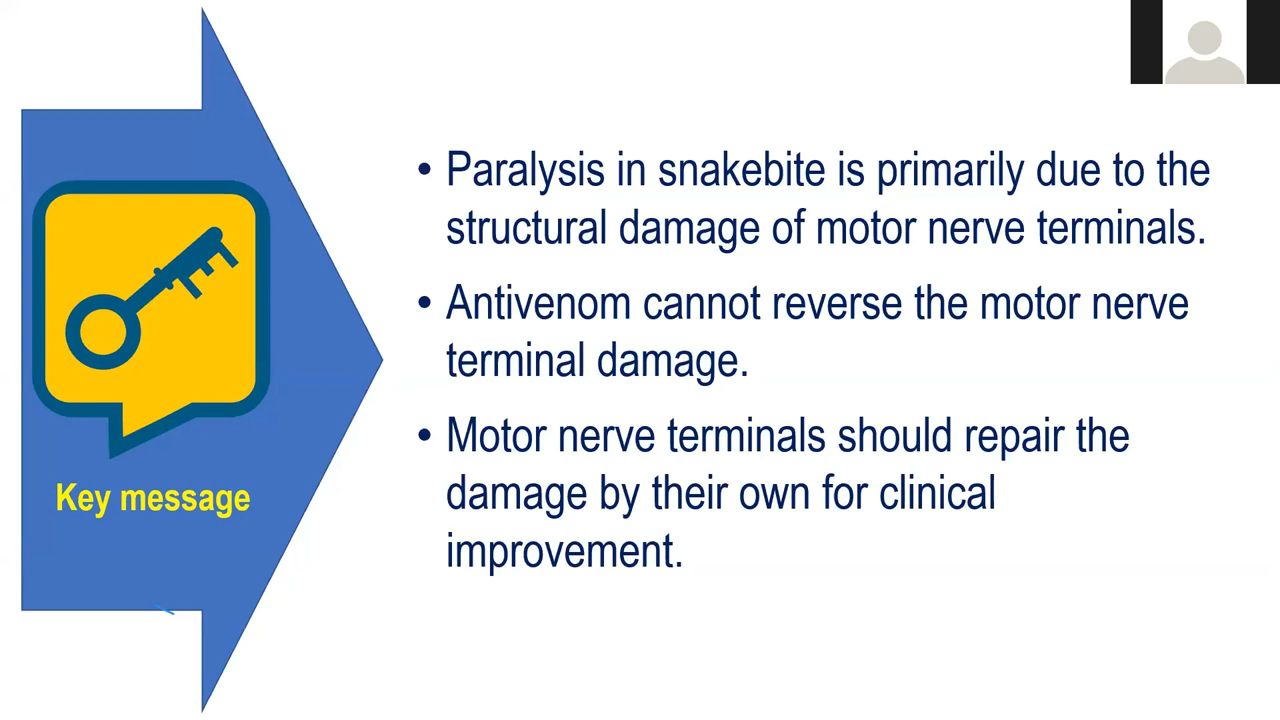 • Paralysis in snakebite is primarily due to the
structural damage of motor nerve terminals.
• Antivenom cannot reverse the motor nerve
terminal damage.
• Motor nerve terminals should repair the
damage by their own for clinical
improvement.
Key message